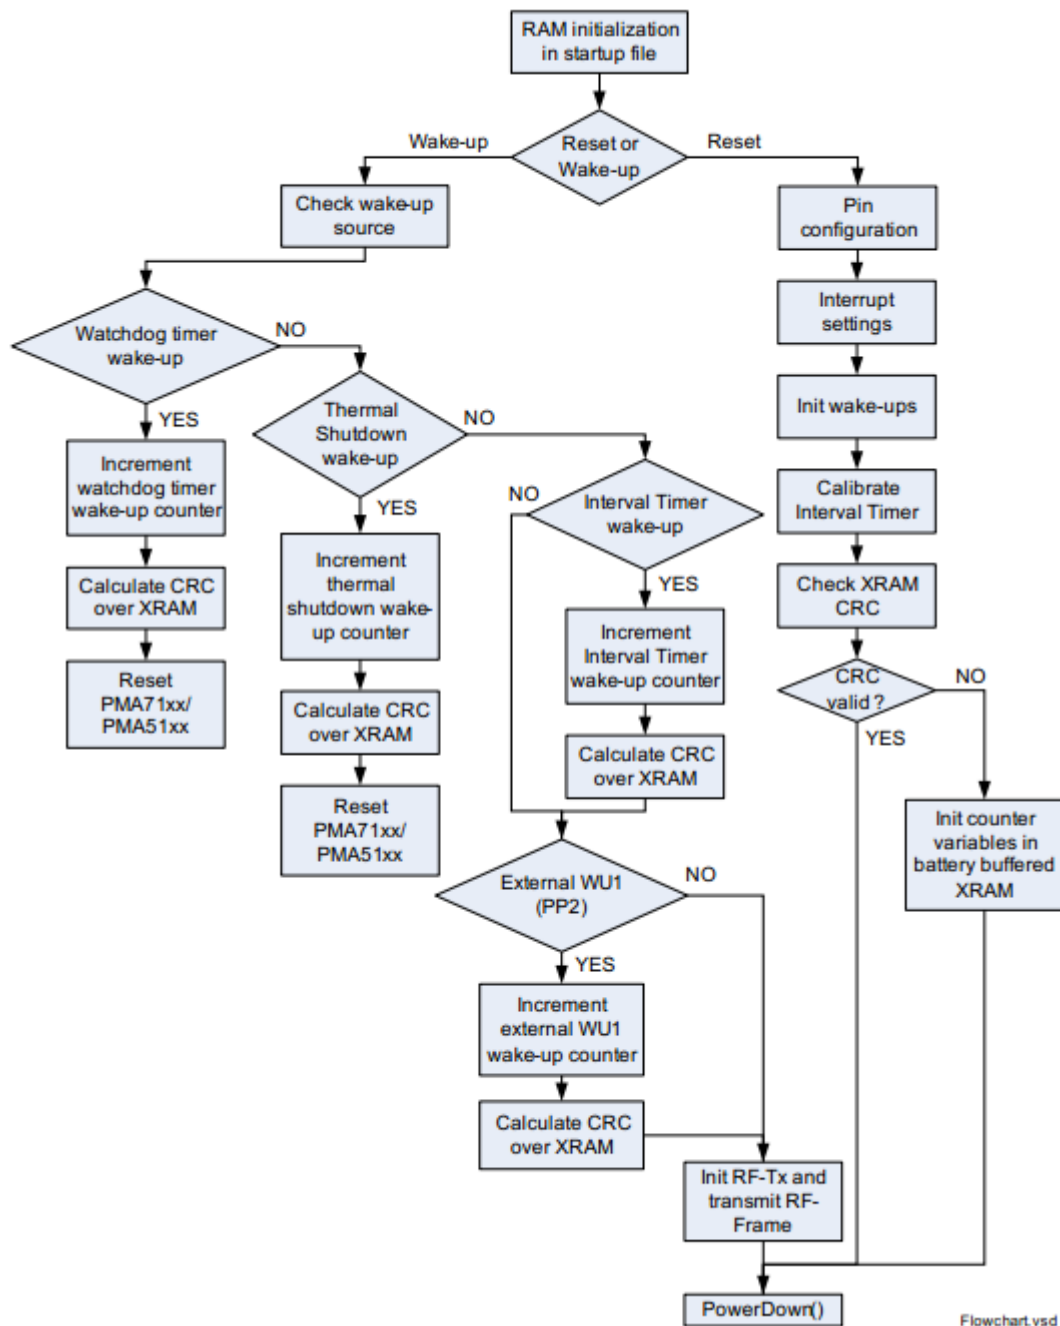 RAM initialization
in startup file
Wake-up
Reset or
Wake-up
Reset
Check wake-up
source
Pin
configuration
Watchdog timer
wake-up
NO
Interrupt
settings
YES
Thermal
Shutdown
wake-up
NO
Init wake-ups
Increment
watchdog timer
wake-up counter
YES
NO
Interval Timer
wake-up
Calibrate
Interval Timer
Calculate CRC
over XRAM
Increment
thermal
shutdown wake-
up counter
YES
Check XRAM
CRC
Reset
PMA71xx/
PMA51xx
Increment
Interval Timer
wake-up counter
CRC
valid ?
NO
YES
Calculate CRC
over XRAM
Calculate CRC
over XRAM
Reset
PMA71xx/
PMA51xx
Init counter
variables in
battery buffered
XRAM
External WU1
(PP2)
NO
YES
Increment
external WU1
wake-up counter
Calculate CRC
over XRAM
Init RF-Tx and
transmit RF-
Frame
PowerDown()
Flowchart.vsd